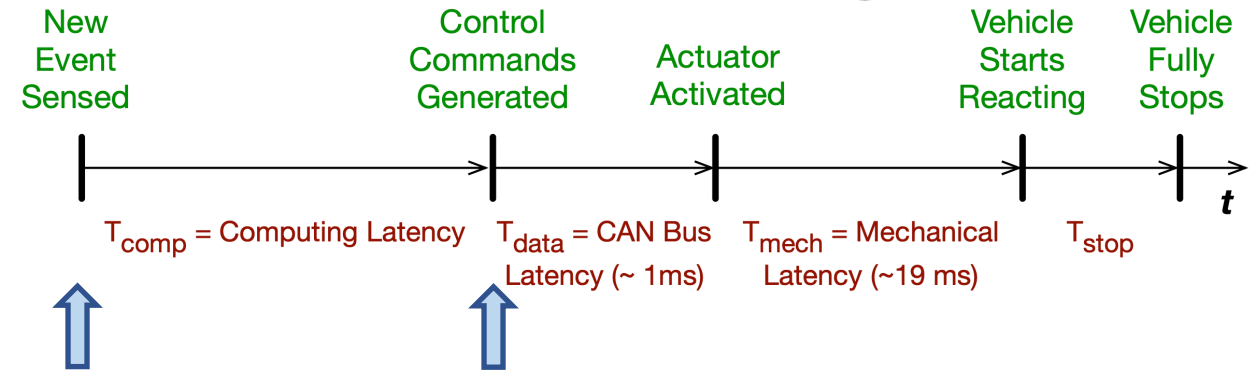 New
Event
Sensed
Control
Commands
Generated
Actuator
Activated
Vehicle
Starts
Reacting
Vehicle
Fully
Stops
t
Tcomp = Computing Latency
Tdata = CAN Bus
Latency (~ 1ms)
Tmech = Mechanical
Latency (~19 ms)
Tstop